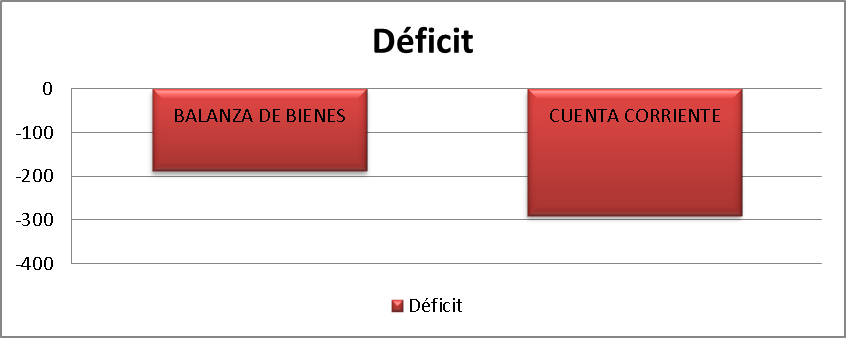 Déficit
0
-100
-200
-300
-400
BALANZA DE BIENES
CUENTA CORRIENTE
Déficit